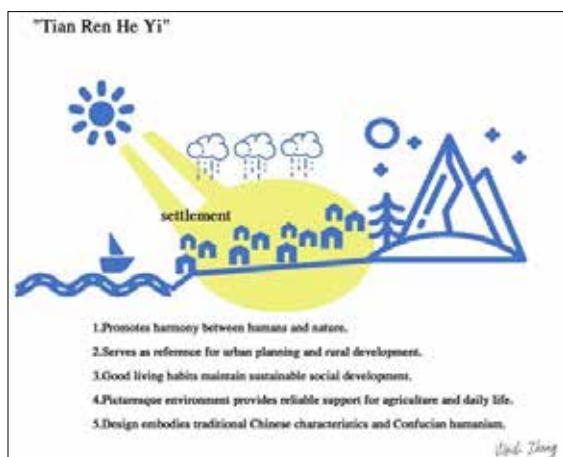 "Tian Ren He Yi"
settlement
1.Promotes harmony between humans and nature.
2.Serves as reference for urban planning and rural development.
3.Good living habits maintain sustainable social development.
4.Picturesque environment provides reliable support for agriculture and daily life.
5.Design embodies traditional Chinese characteristics and Confucian humanism.